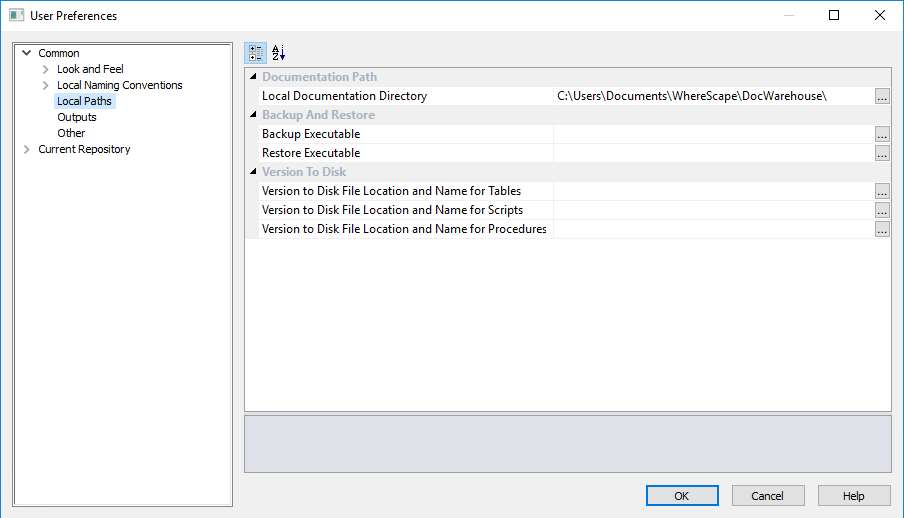 User Preferences
Common
Look and Feel
Local Naming Conventions
Local Paths
Outputs
Other
Current Repository
A
Z
Documentation Path
Local Documentation Directory C:\Users\Documents\WhereScape\DocWarehouse\ ...
Backup And Restore
Backup Executable ...
Restore Executable ...
Version To Disk
Version to Disk File Location and Name for Tables ...
Version to Disk File Location and Name for Scripts ...
Version to Disk File Location and Name for Procedures ...
OK Cancel Help